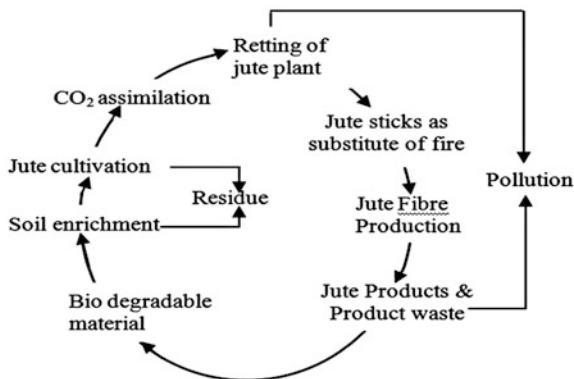 Retting of
jute plant
CO₂ assimilation
Jute sticks as
substitute of fire
Jute cultivation
Residue
Pollution
Soil enrichment
Jute Fibre
Production
Bio degradable
material
Jute Products &
Product waste